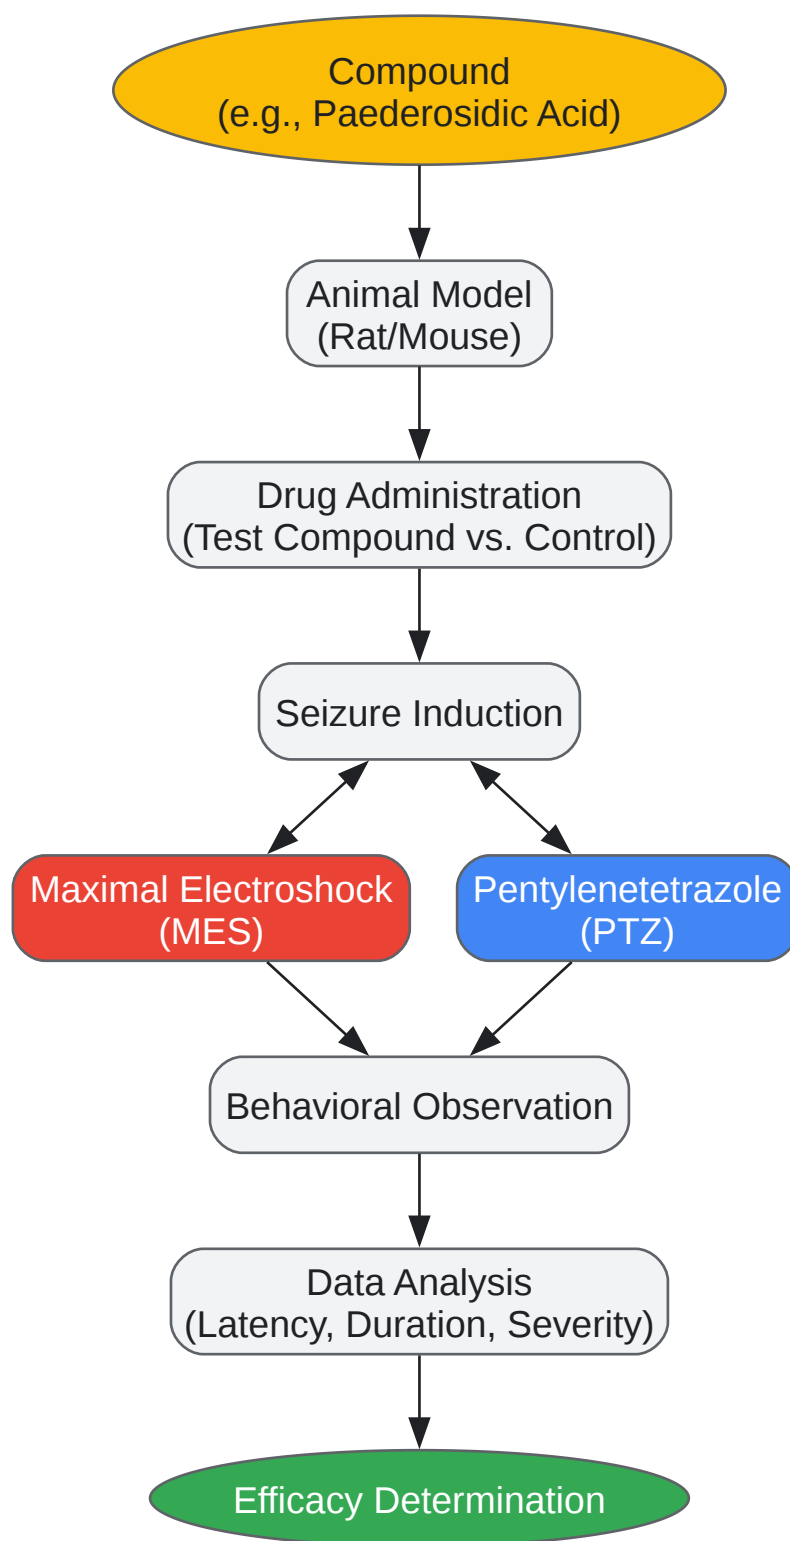 Compound
(e.g., Paederosidic Acid)
Animal Model
(Rat/Mouse)
Drug Administration
(Test Compound vs. Control)
Seizure Induction
Maximal Electroshock
(MES)
Pentylenetetrazole
(PTZ)
Behavioral Observation
Data Analysis
(Latency, Duration, Severity)
Efficacy Determination